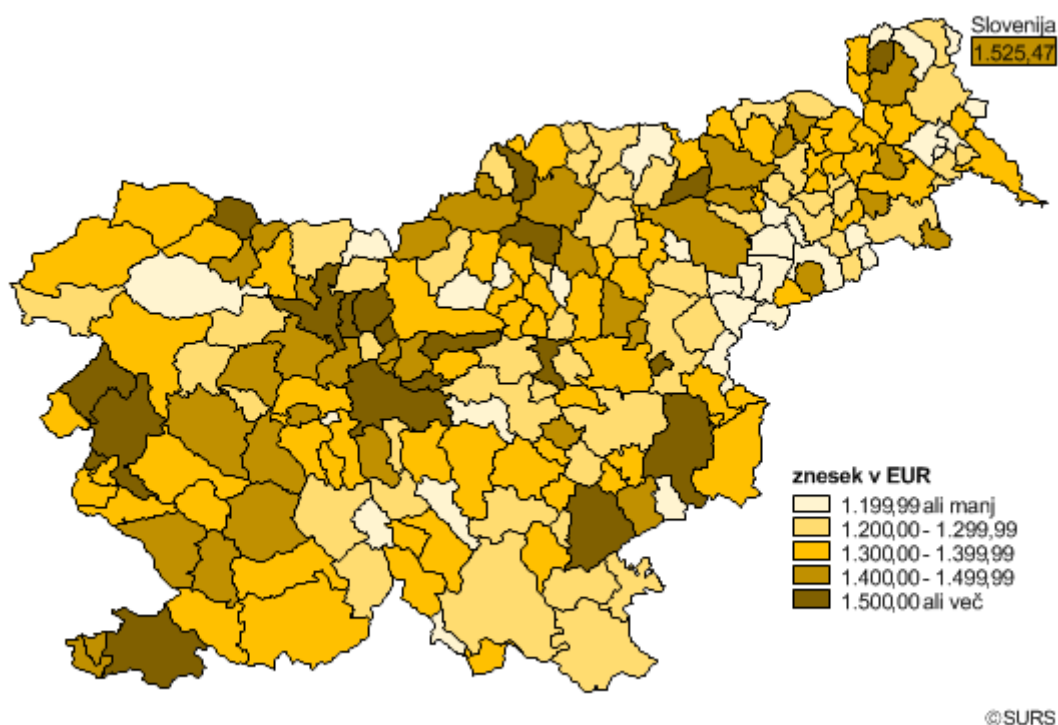 Slovenija
1.525,47
znesek v EUR
1.199,99 ali manj
1.200,00 - 1.299,99
1.300,00 - 1.399,99
1.400,00 - 1.499,99
1.500,00 ali več
©SURS